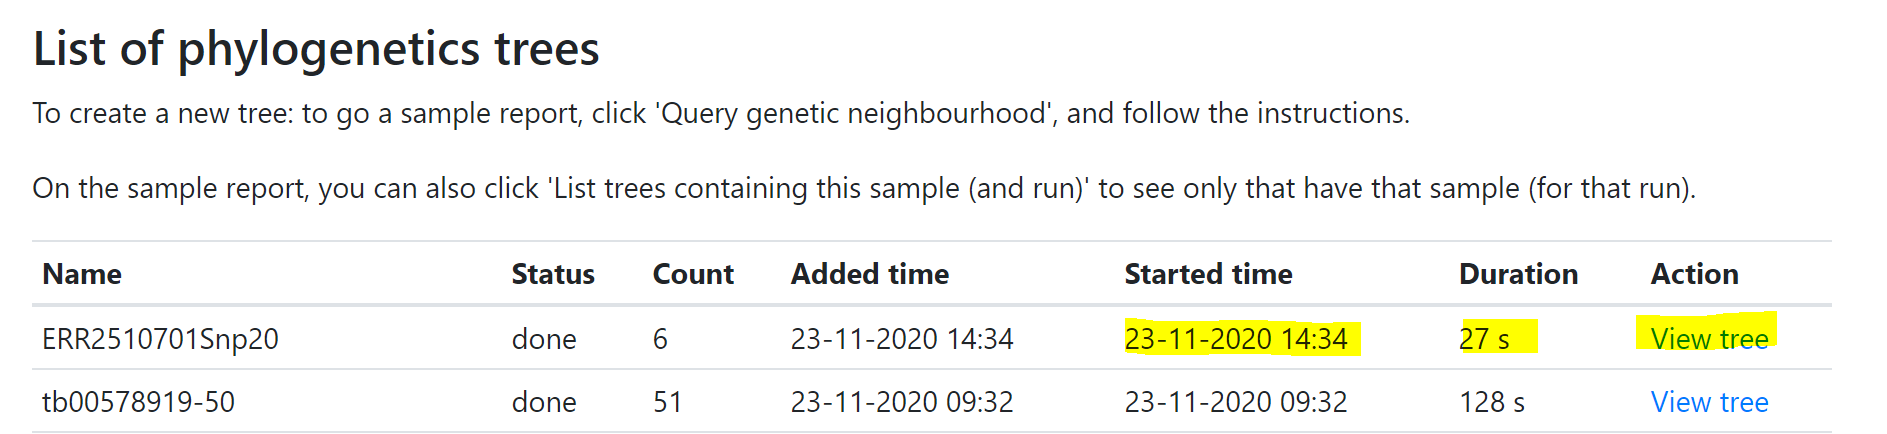 List of phylogenetics trees
To create a new tree: to go a sample report, click 'Query genetic neighbourhood', and follow the instructions.
On the sample report, you can also click 'List trees containing this sample (and run)' to see only that have that sample (for that run).
Name Status Count Added time Started time Duration Action
ERR2510701Snp20 done 6 23-11-2020 14:34 23-11-2020 14:34 27 s View tree
tb00578919-50 done 51 23-11-2020 09:32 23-11-2020 09:32 128 s View tree